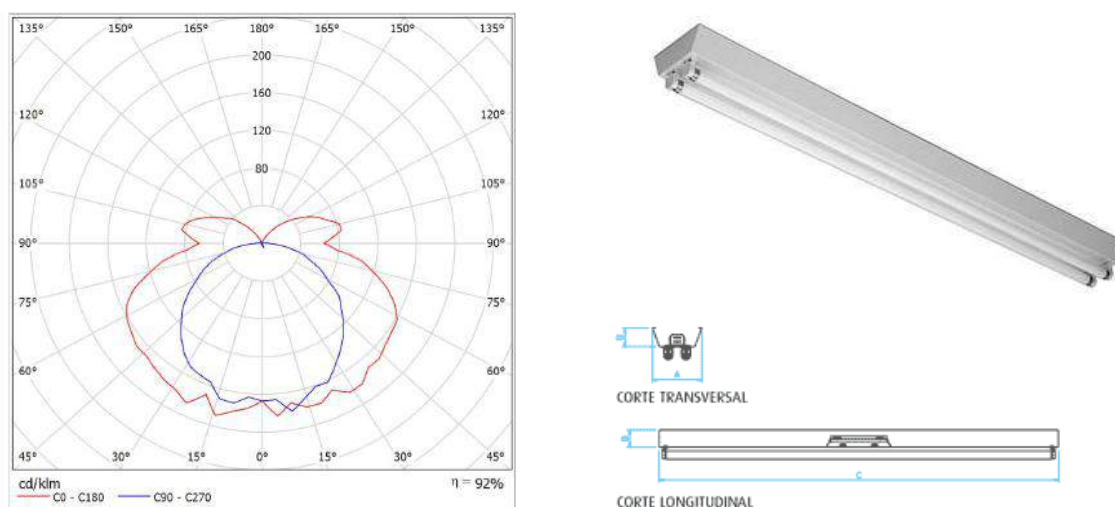 135° 150° 165° 180° 165° 150° 135°
200
160
120° 120 120°
80
105° 105°
90° 90°
75° 75°
60° 60°
45° 30° 15° 0° 15° 30° 45°
cd/klm η = 92%
C0 - C180 C90 - C270
B
A
CORTE TRANSVERSAL
B
C
CORTE LONGITUDINAL